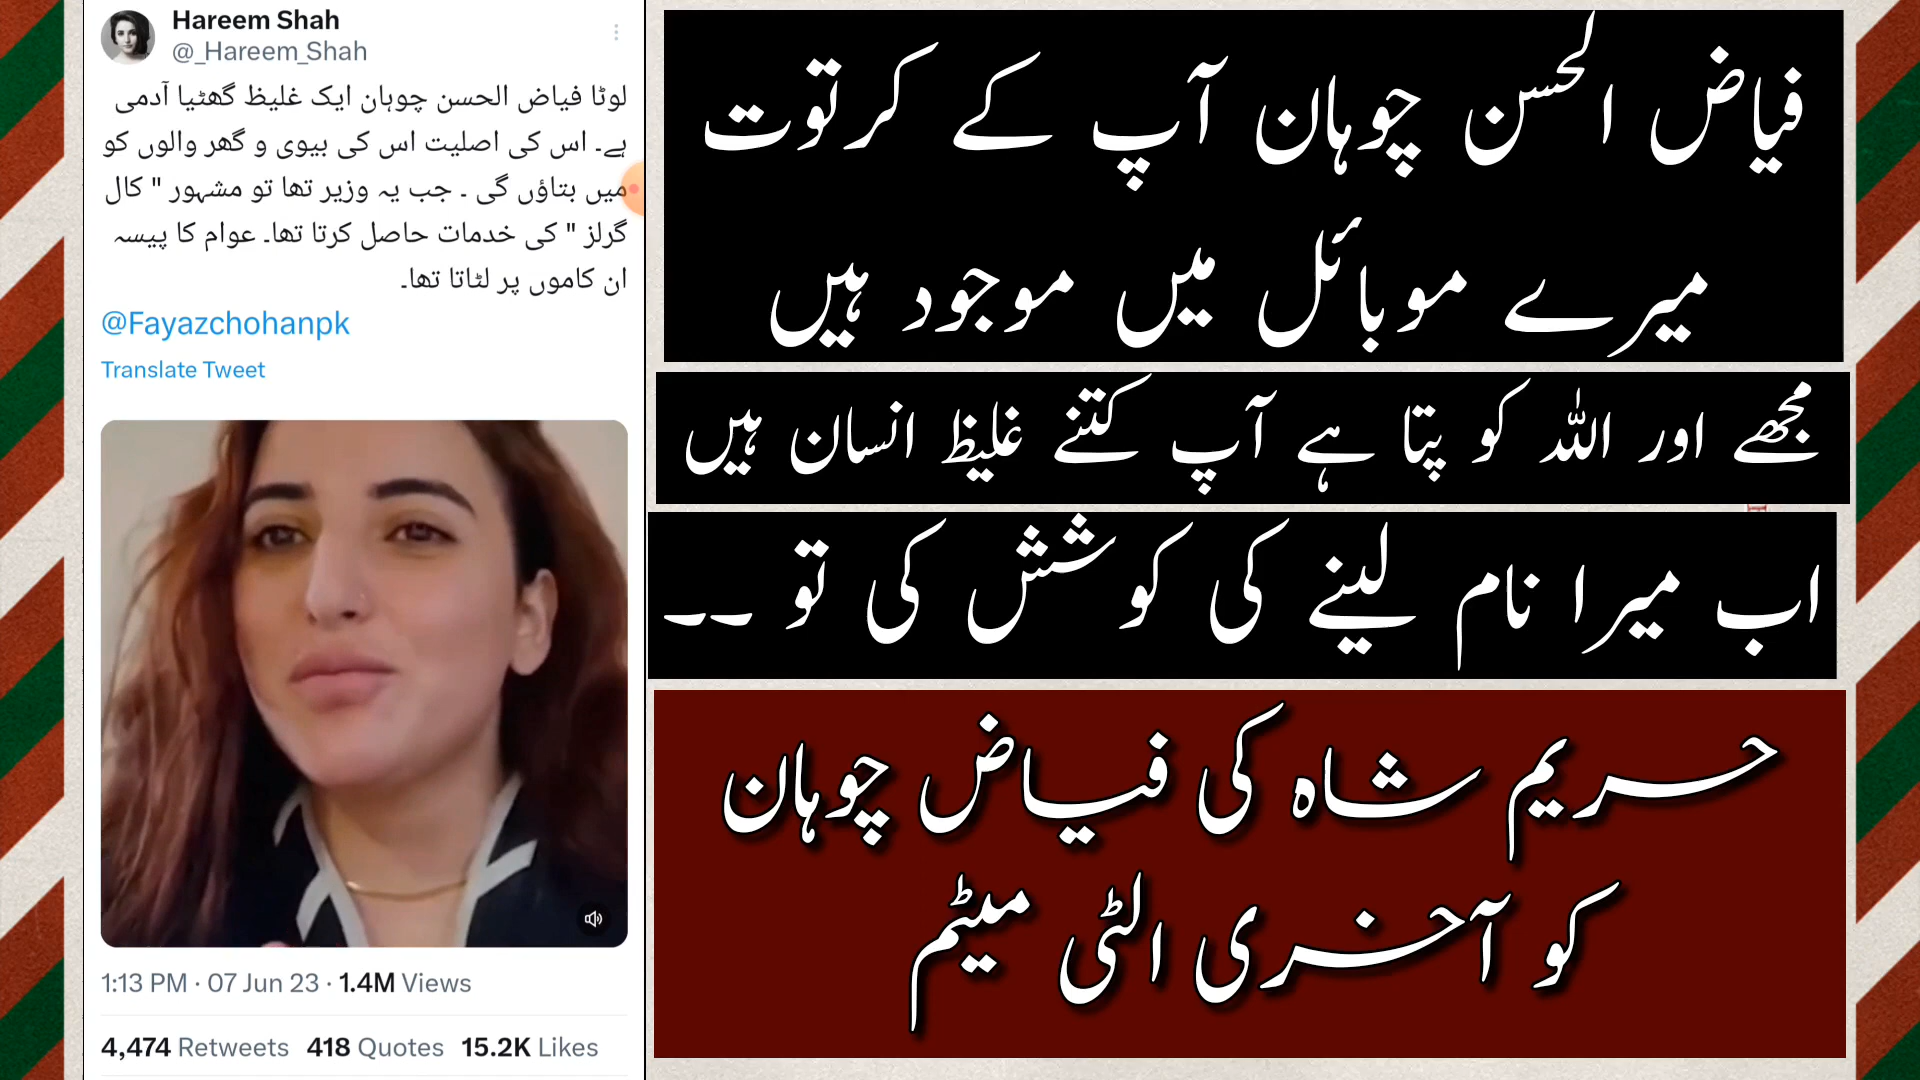 Hareem Shah
@_Hareem_Shah
لوٹا فیاض الحسن چوہان ایک غلیظ گھٹیا آدمی
ہے۔ اس کی اصلیت اس کی بیوی و گھر والوں کو
میں بتاؤں گی ۔ جب یہ وزیر تھا تو مشہور " کال
گرلز " کی خدمات حاصل کرتا تھا۔ عوام کا پیسہ
ان کاموں پر لٹاتا تھا۔
@Fayazchohanpk
Translate Tweet
1:13 PM · 07 Jun 23 · 1.4M Views
4,474 Retweets 418 Quotes 15.2K Likes
فیاض الحسن چوہان آپ کے کرتوت
میرے موبائل میں موجود ہیں
مجھے اور اللہ کو پتا ہے آپ کتنے غلیظ انسان ہیں
اب میرا نام لینے کی کوشش کی تو ۔۔
حریم شاہ کی فیاض چوہان
کو آخری الٹی میٹم